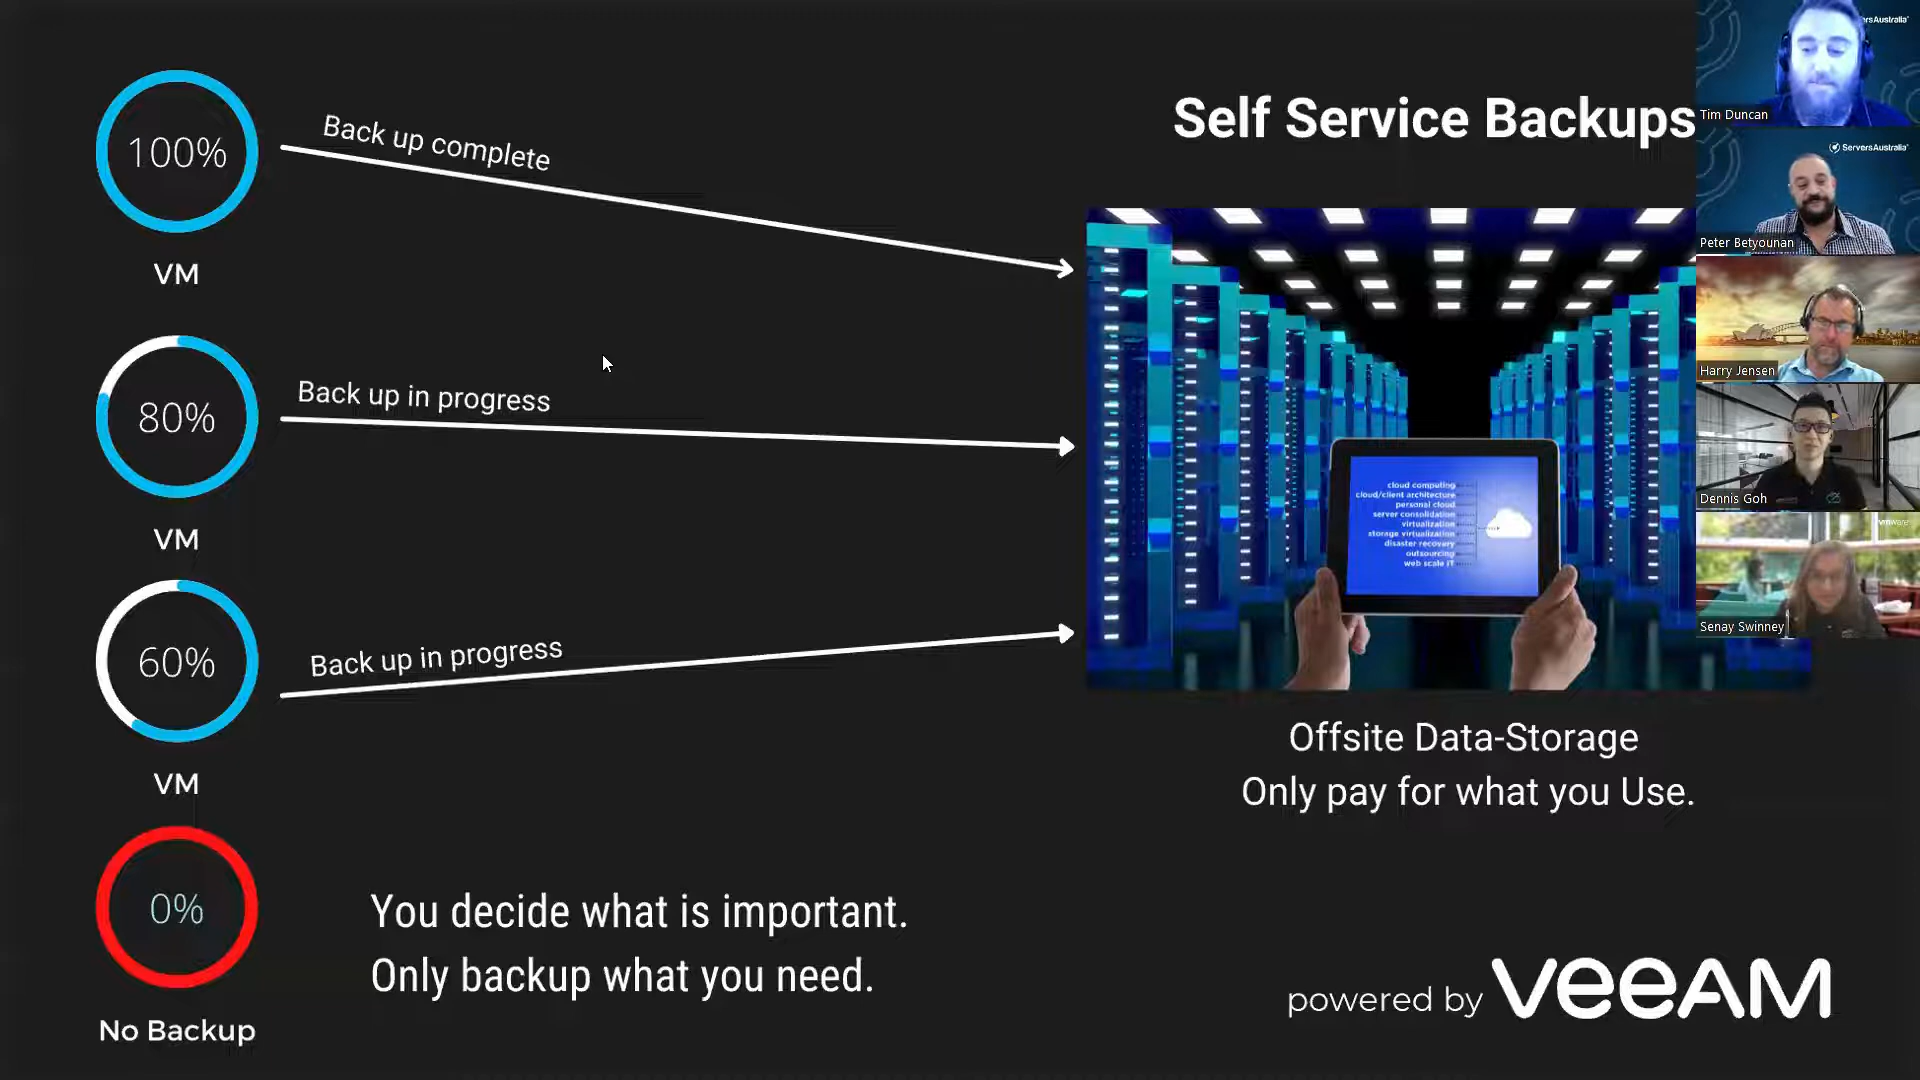 100%
VM
Back up complete
80%
VM
Back up in progress
60%
VM
Back up in progress
0%
No Backup
You decide what is important.
Only backup what you need.
Self Service Backups
cloud computing
cloud/client architecture
personal cloud
server consolidation
virtualization
storage virtualization
disaster recovery
outsourcing
web scale IT
Offsite Data-Storage
Only pay for what you Use.
powered by veeAM
rsAustralia
Tim Duncan
ServersAustralia
Peter Betyounan
Harry Jensen
Dennis Goh
vmware
Senay Swinney